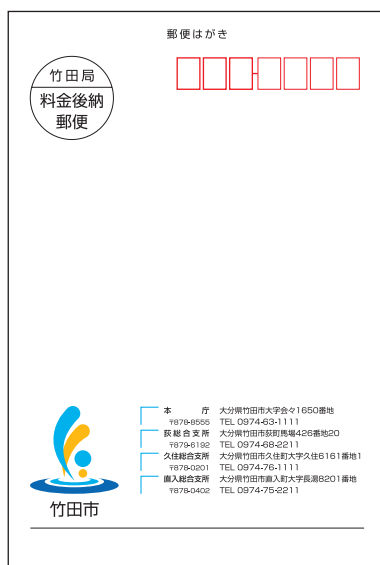 郵便はがき
竹田局
料金後納
郵便
本庁 大分県竹田市大字会々1650番地
〒878-8555 TEL 0974-63-1111
荻総合支所 大分県竹田市荻町馬場426番地20
〒879-6192 TEL 0974-68-2211
久住総合支所 大分県竹田市久住町大字久住6161番地1
〒878-0201 TEL 0974-76-1111
直入総合支所 大分県竹田市直入町大字長湯8201番地
〒878-0402 TEL 0974-75-2211
竹田市